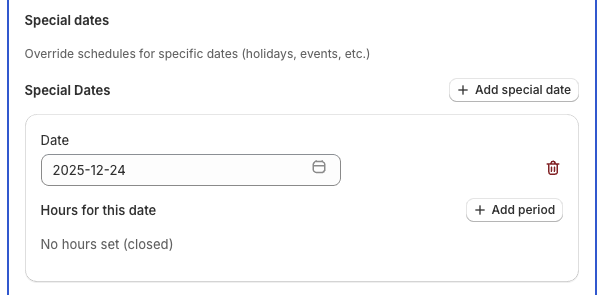 Special dates
Override schedules for specific dates (holidays, events, etc.)
Special Dates
+ Add special date
Date
2025-12-24
Hours for this date
+ Add period
No hours set (closed)